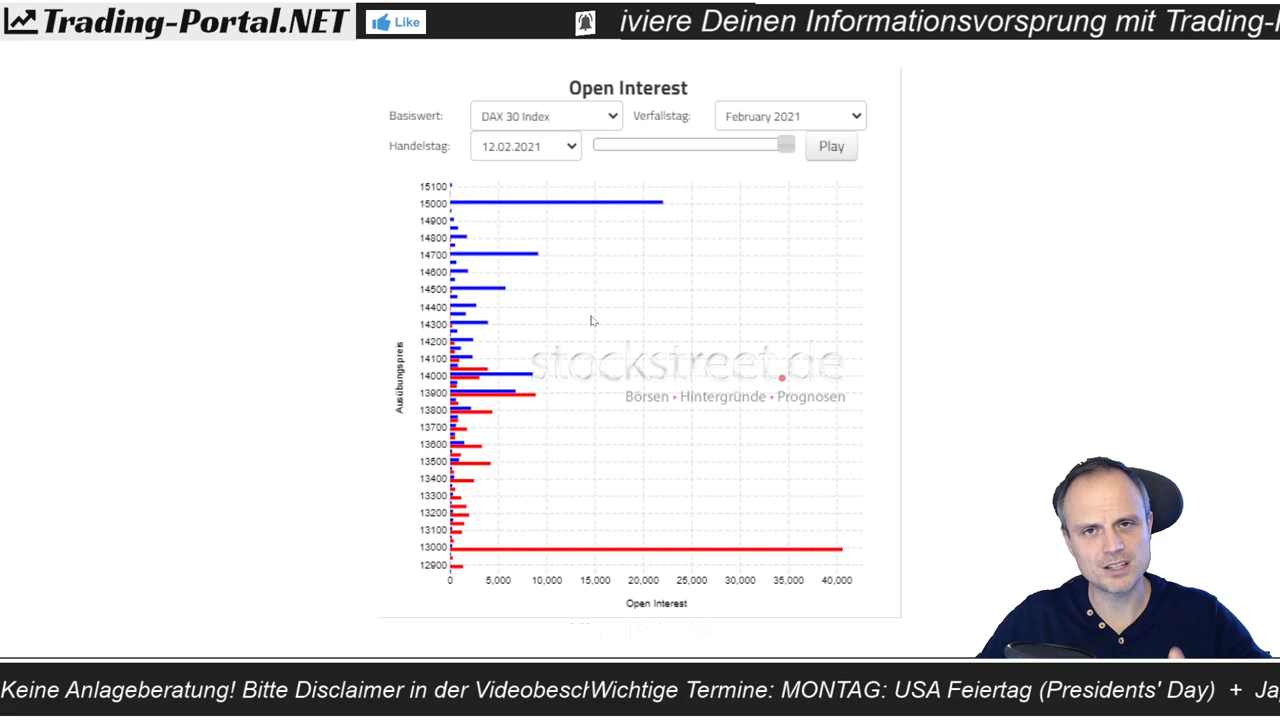 Trading-Portal.NET
Like
iviere Deinen Informationsvorsprung mit Trading-
Open Interest
Basiswert: DAX 30 Index Verfallstag: February 2021
Handelstag: 12.02.2021 Play
15100
15000
14900
14800
14700
14600
14500
14400
14300
14200
14100
14000
13900
13800
13700
13600
13500
13400
13300
13200
13100
13000
12900
Ausübungspreis
stockstreet.de
Börsen • Hintergründe • Prognosen
0 5,000 10,000 15,000 20,000 25,000 30,000 35,000 40,000
Open Interest
Keine Anlageberatung! Bitte Disclaimer in der Videobesch Wichtige Termine: MONTAG: USA Feiertag (Presidents' Day) + Ja